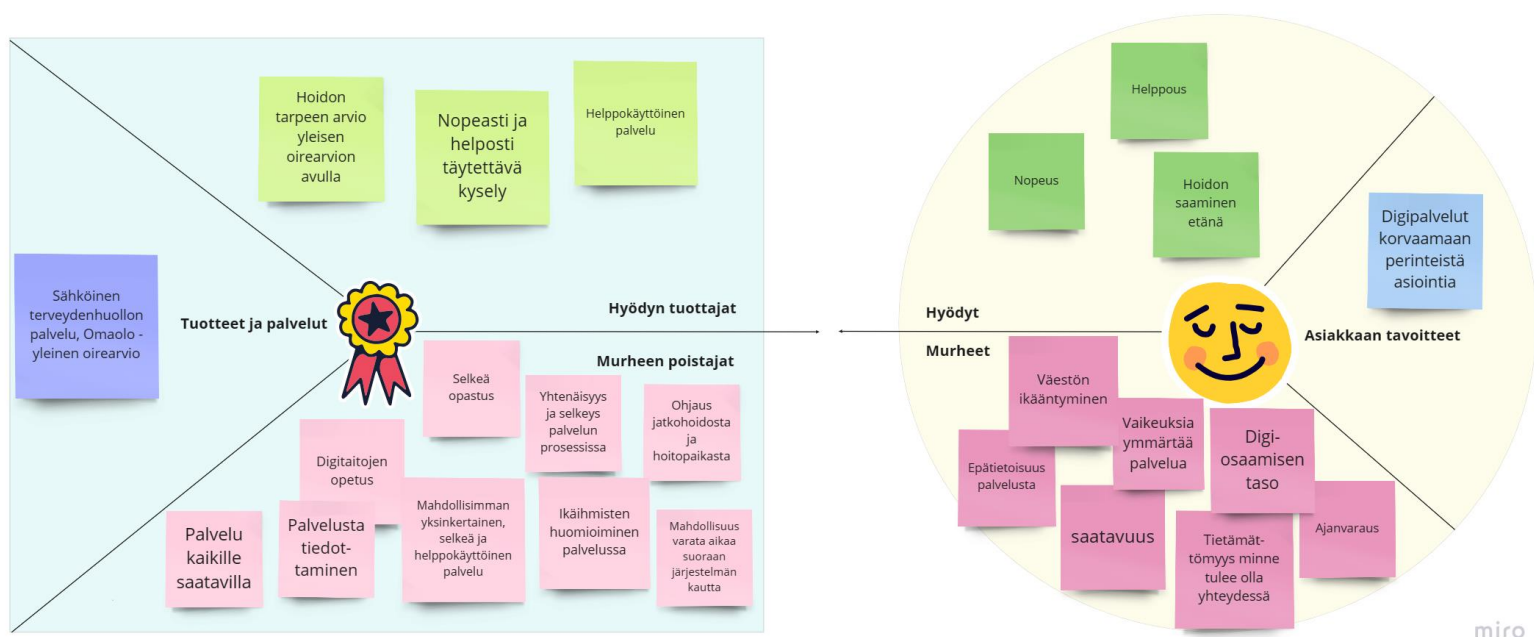 Hoidon
tarpeen arvio
yleisen
oirearvion
avulla
Nopeasti ja
helposti
täytettävä
kysely
Helppokäyttöinen
palvelu
Sähköinen
terveydenhuollon
palvelu, Omaolo -
yleinen oirearvio
Tuotteet ja palvelut
Hyödyn tuottajat
Murheen poistajat
Selkeä
opastus
Yhtenäisyys
ja selkeys
palvelun
prosessissa
Ohjaus
jatkohoidosta
ja
hoitopaikasta
Digitaitojen
opetus
Palvelu
kaikille
saatavilla
Palvelusta
tiedot-
taminen
Mahdollisimman
yksinkertainen,
selkeä ja
helppokäyttöinen
palvelu
Ikäihmisten
huomioiminen
palvelussa
Mahdollisuus
varata aikaa
suoraan
järjestelmän
kautta
Helppous
Nopeus
Hoidon
saaminen
etänä
Digipalvelut
korvaamaan
perinteistä
asiointia
Hyödyt
Murheet
Asiakkaan tavoitteet
Väestön
ikääntyminen
Vaikeuksia
ymmärtää
palvelua
Digi-
osaamisen
taso
Epätietoisuus
palvelusta
saatavuus
Tietämät-
tömyys minne
tulee olla
yhteydessä
Ajanvaraus
miro